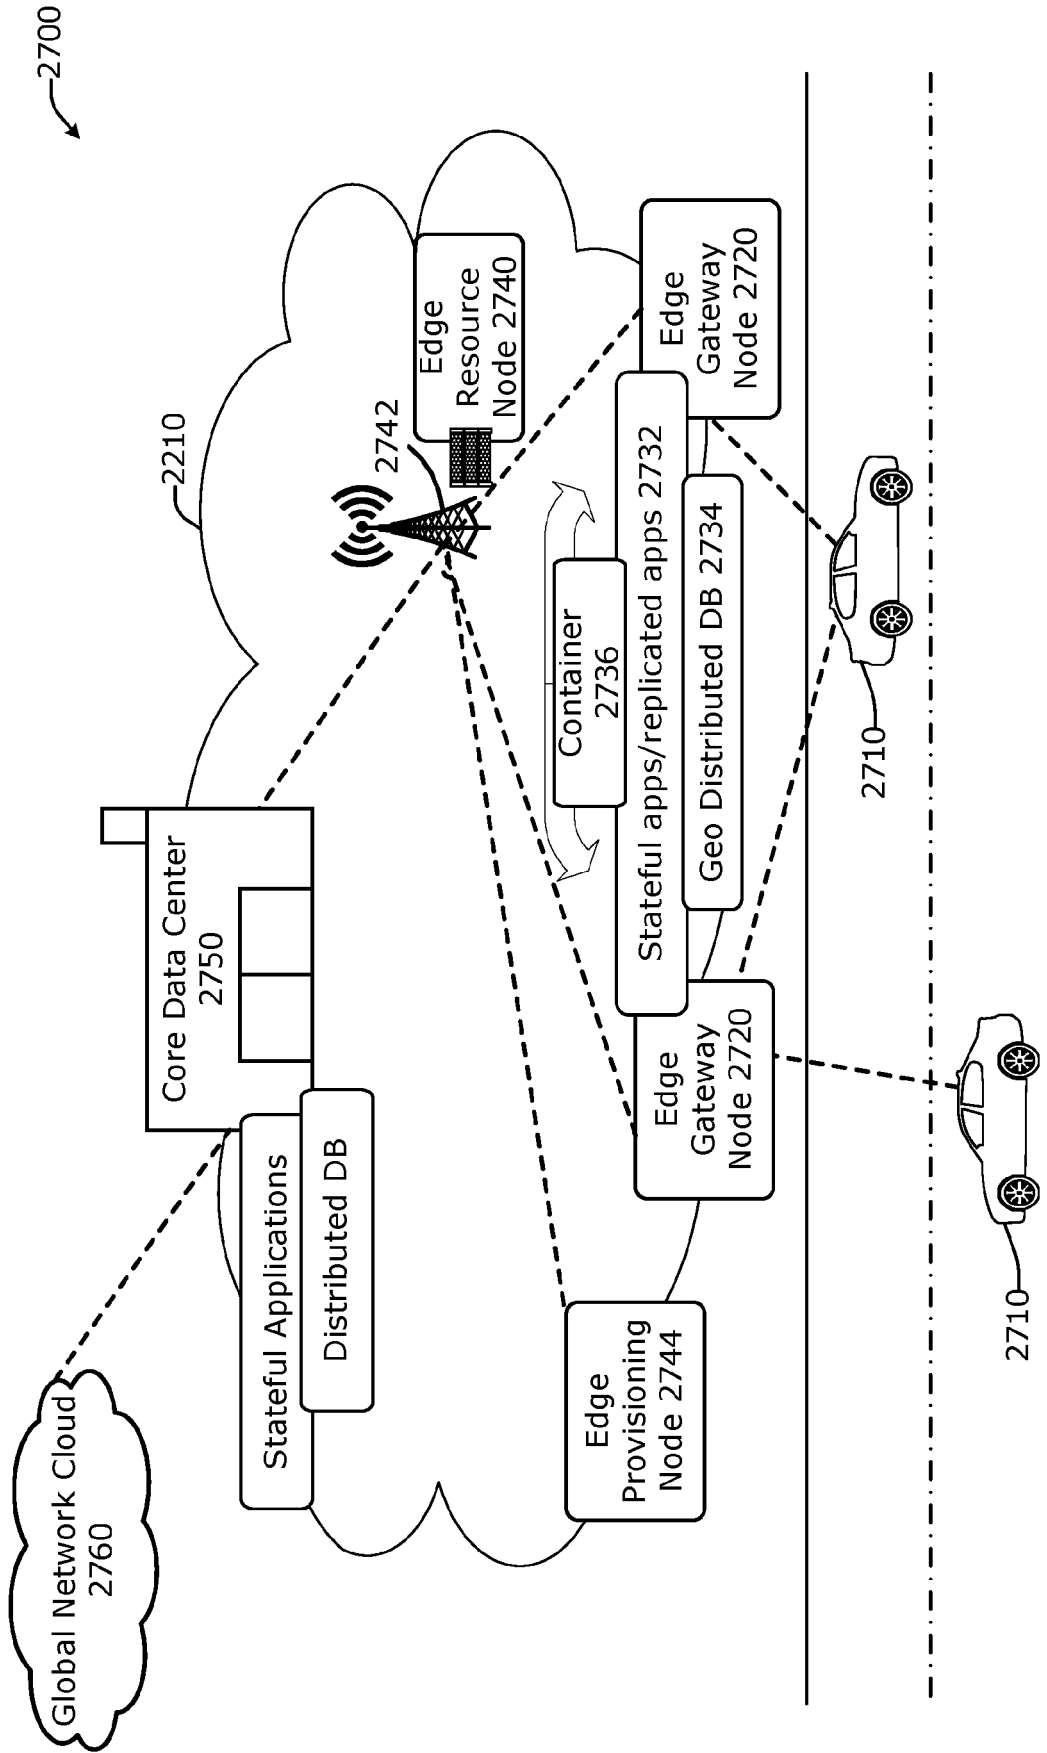 2700
Global Network Cloud
2760
Core Data Center
2750
2210
Stateful Applications
Distributed DB
2742
Edge
Resource
Node 2740
Container
2736
Edge
Provisioning
Node 2744
Edge
Gateway
Node 2720
Stateful apps/replicated apps 2732
Geo Distributed DB 2734
Edge
Gateway
Node 2720
2710
2710